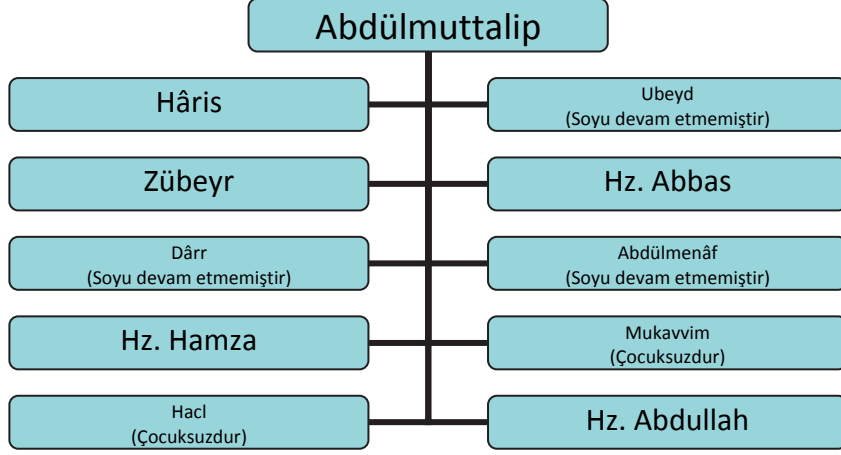 Abdülmuttalip
Hâris
Ubeyd
(Soyu devam etmemiştir)
Zübeyr
Hz. Abbas
Dârr
(Soyu devam etmemiştir)
Abdülmenâf
(Soyu devam etmemiştir)
Hz. Hamza
Mukavvim
(Çocuksuzdur)
Hacl
(Çocuksuzdur)
Hz. Abdullah